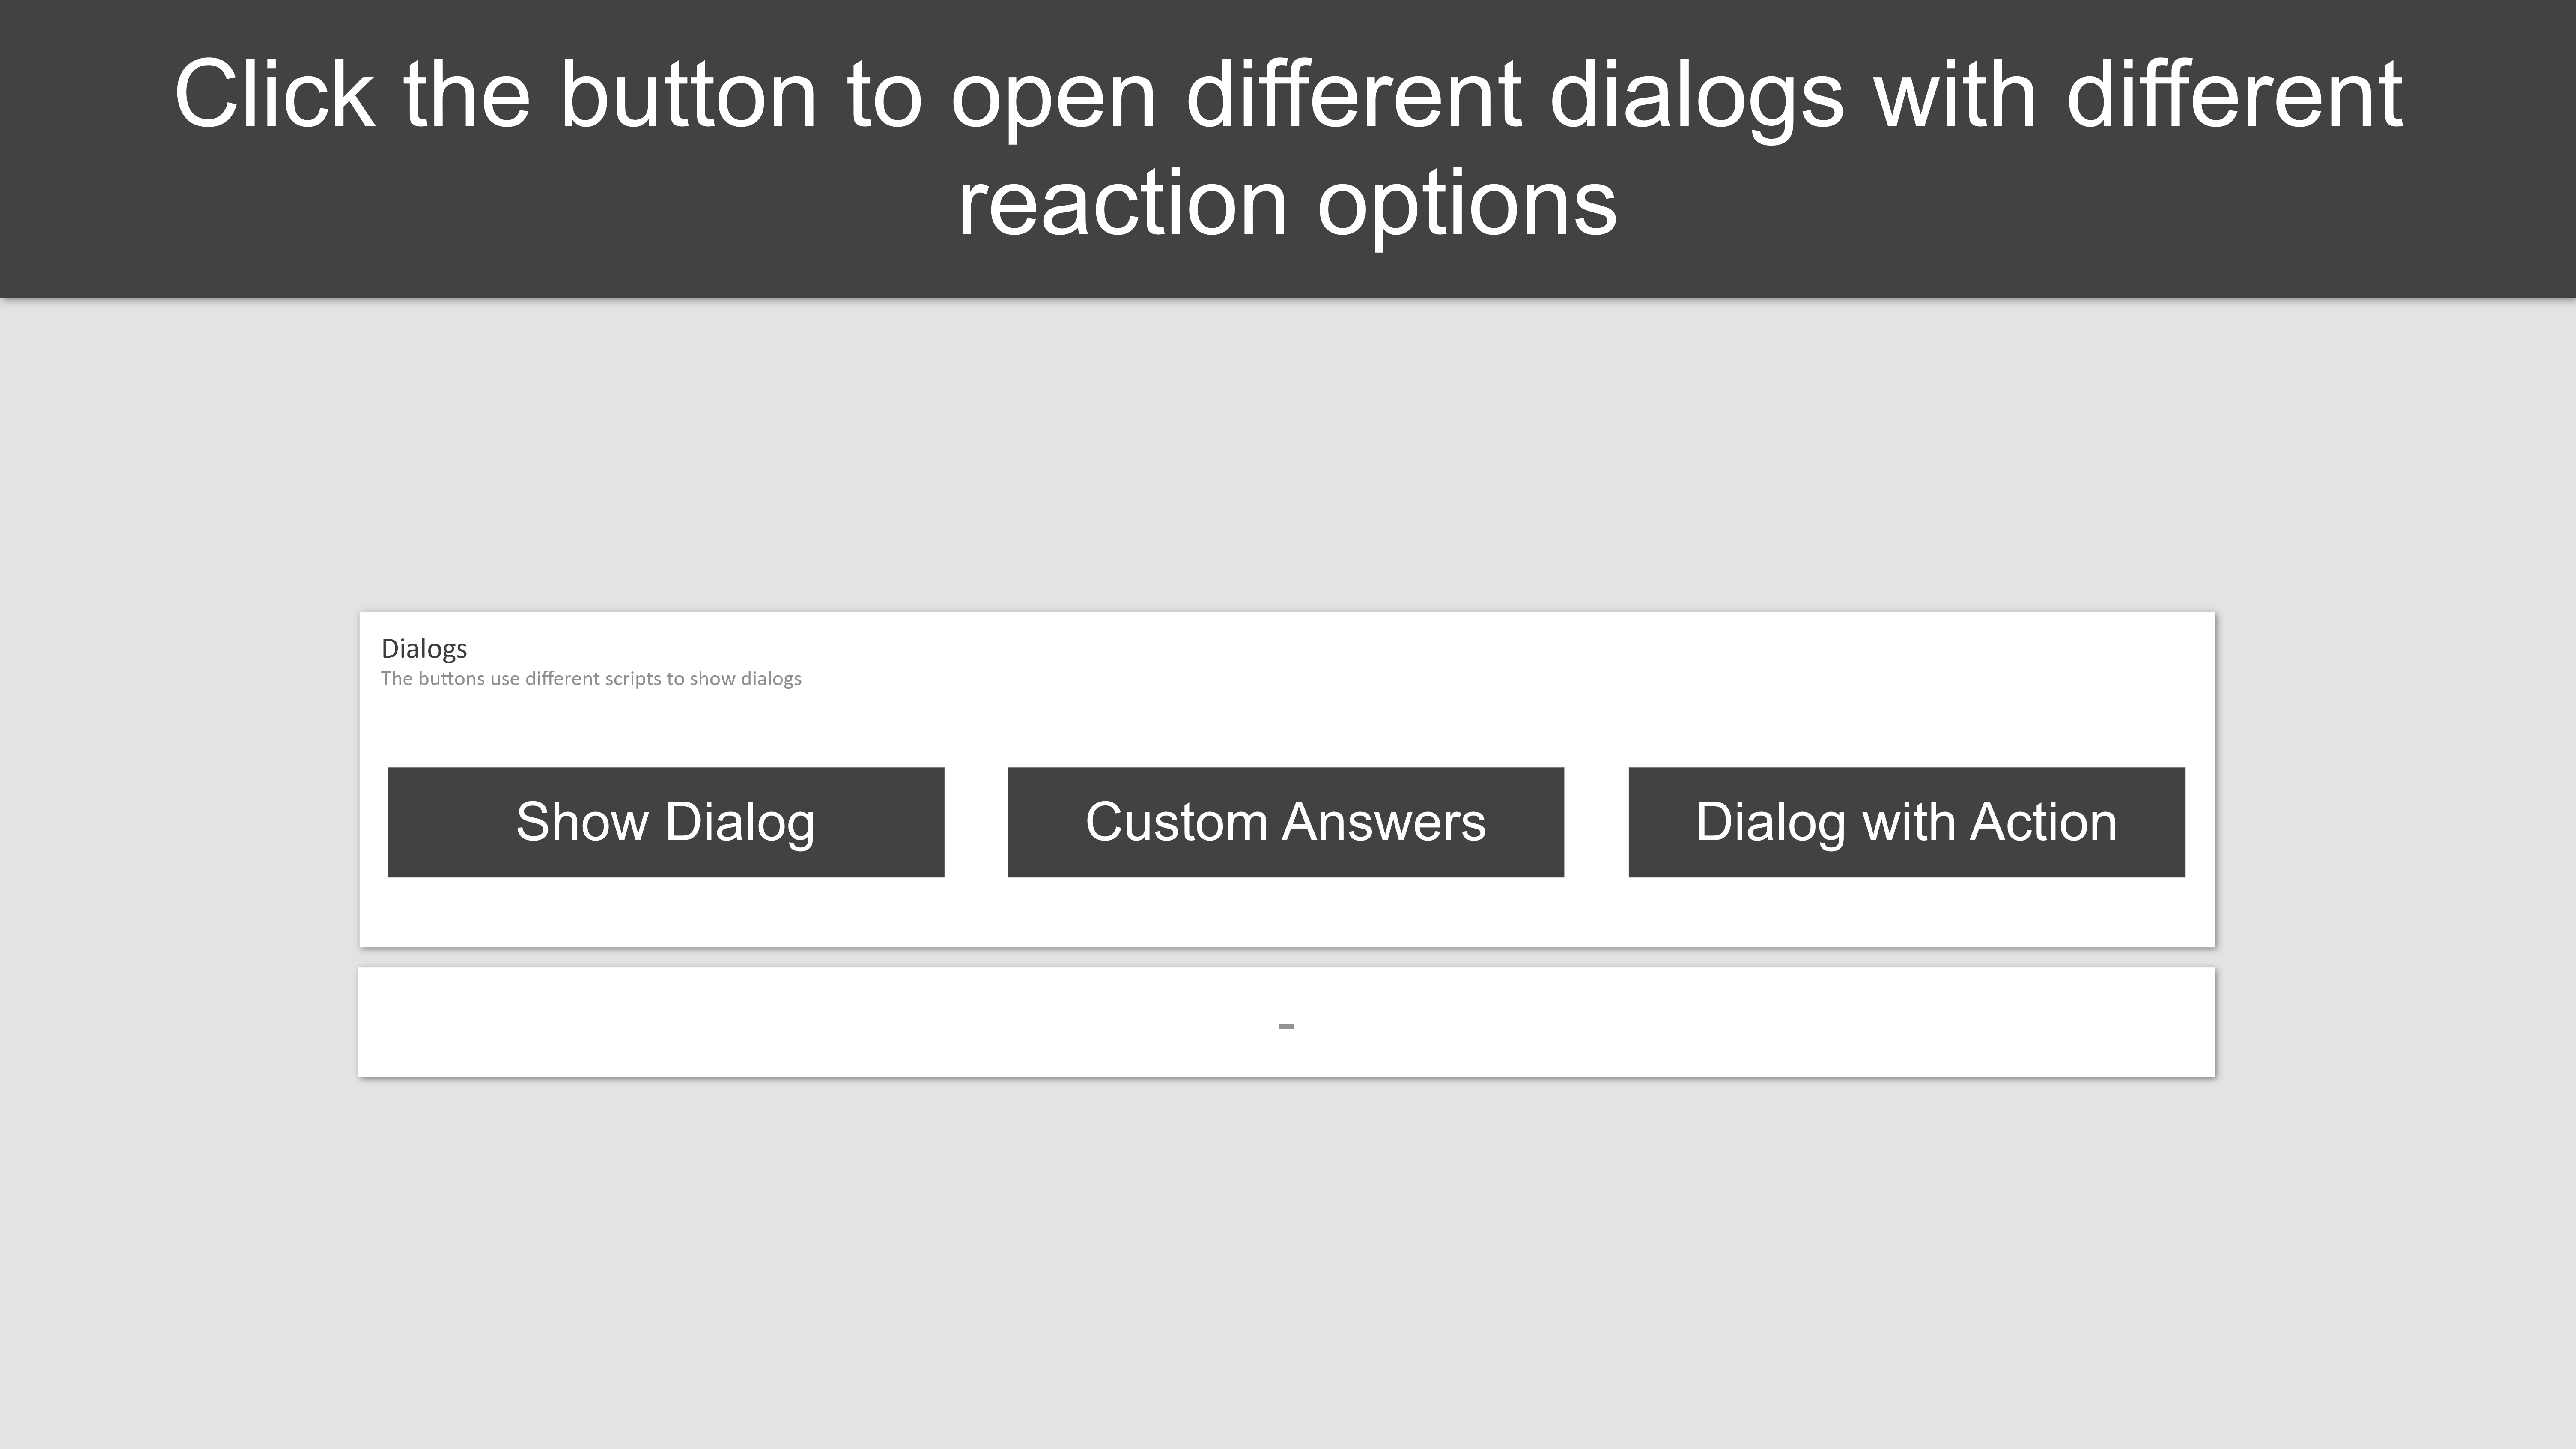 Click the button to open different dialogs with different
reaction options
Dialogs
The buttons use different scripts to show dialogs
Show Dialog
Custom Answers
Dialog with Action
-